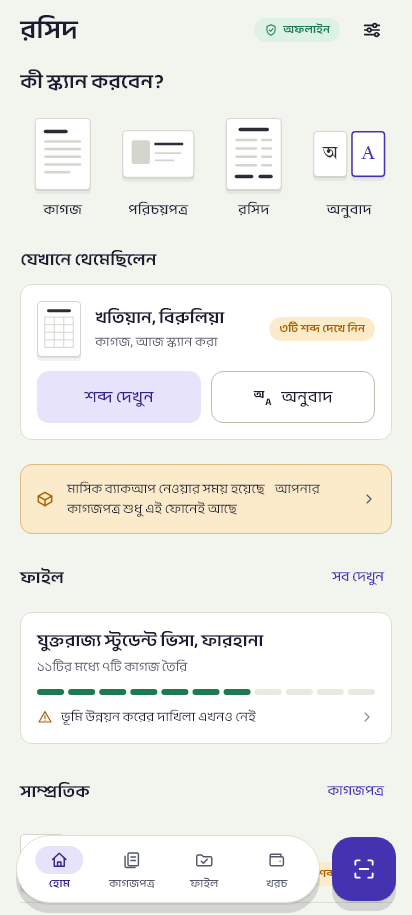 রসিদ
অফলাইন
কী স্ক্যান করবেন?
অ A
কাগজ পরিচয়পত্র রসিদ অনুবাদ
যেখানে থেমেছিলেন
খতিয়ান, বিরুলিয়া
৩টি শব্দ দেখে নিন
কাগজ, আজ স্ক্যান করা
শব্দ দেখুন
অA অনুবাদ
মাসিক ব্যাকআপ নেওয়ার সময় হয়েছে আপনার
কাগজপত্র শুধু এই ফোনেই আছে
ফাইল সব দেখুন
যুক্তরাজ্য স্টুডেন্ট ভিসা, ফারহানা
১১টির মধ্যে ৭টি কাগজ তৈরি
ভূমি উন্নয়ন করের দাখিলা এখনও নেই
সাম্প্রতিক কাগজপত্র
হোম কাগজপত্র ফাইল খরচ